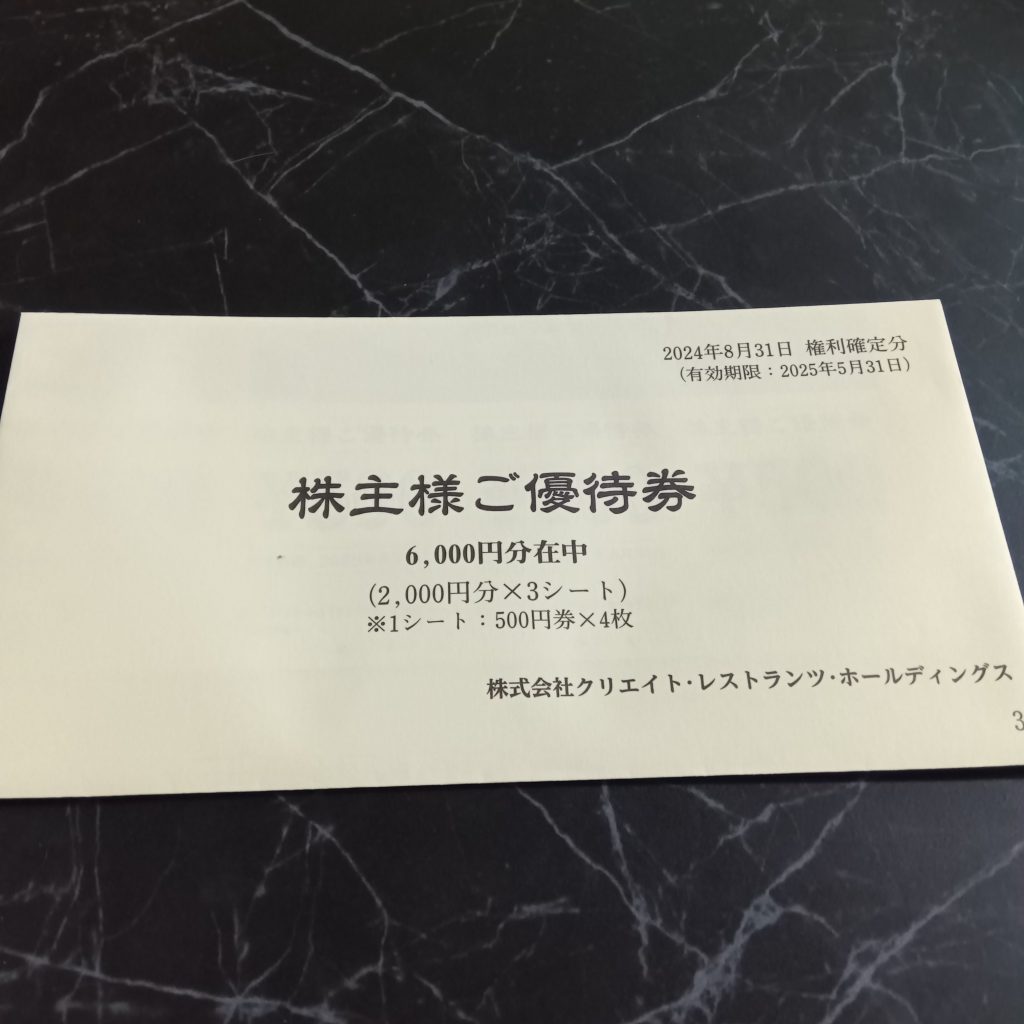 2024年8月31日 権利確定分
(有効期限：2025年5月31日)
株主様ご優待券
6,000円分在中
(2,000円分×3シート)
※1シート：500円券×4枚
株式会社クリエイト・レストランツ・ホールディングス
3